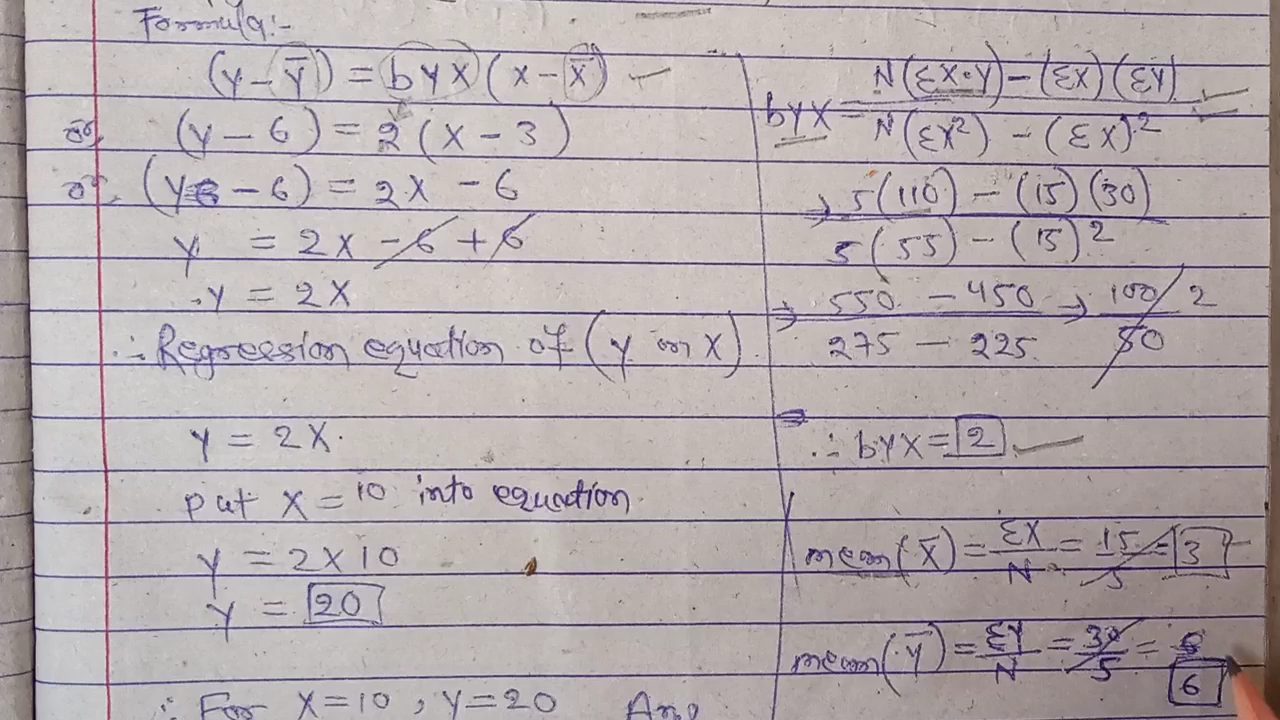 Formula:-
(Y - Ȳ) = bYX (X - X̄)
or, (Y - 6) = 2 (X - 3)
or, (Y - 6) = 2X - 6
Y = 2X - 6 + 6
Y = 2X
∴ Regression equation of (Y on X)
Y = 2X.
put X = 10 into equation
Y = 2 X 10
Y = 20
∴ For X = 10, Y = 20 Ans
bYX = N(ΣX·Y) - (ΣX)(ΣY)
N(ΣX²) - (ΣX)²
→ 5(110) - (15)(30)
5(55) - (15)²
→ 550 - 450 → 100 2
275 - 225 50
∴ bYX = 2
mean(X̄) = ΣX = 15 = 3
N 5
mean(Ȳ) = ΣY = 30 =
N 5 6